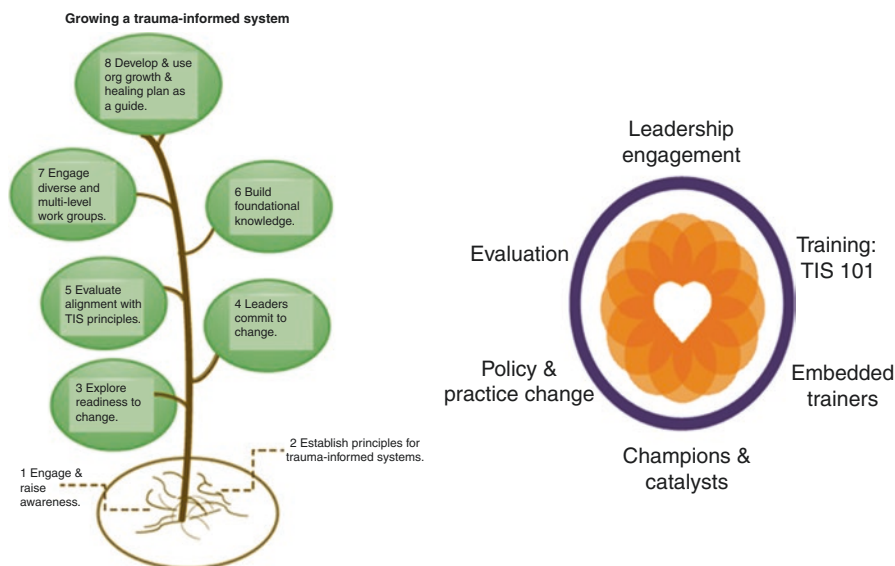 Growing a trauma-informed system
8 Develop & use
org growth &
healing plan as
a guide.
7 Engage
diverse and
multi-level
work groups.
6 Build
foundational
knowledge.
5 Evaluate
alignment with
TIS principles.
4 Leaders
commit to
change.
3 Explore
readiness to
change.
2 Establish principles for
trauma-informed systems.
1 Engage &
raise
awareness.
Leadership
engagement
Evaluation
Training:
TIS 101
Policy &
practice change
Embedded
trainers
Champions &
catalysts